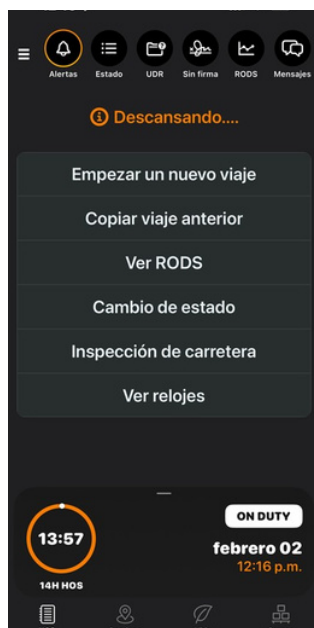 Alertas Estado UDR Sin firma RODS Mensajes
Descansando....
Empezar un nuevo viaje
Copiar viaje anterior
Ver RODS
Cambio de estado
Inspección de carretera
Ver relojes
ON DUTY
13:57
febrero 02
12:16 p.m.
14H HOS